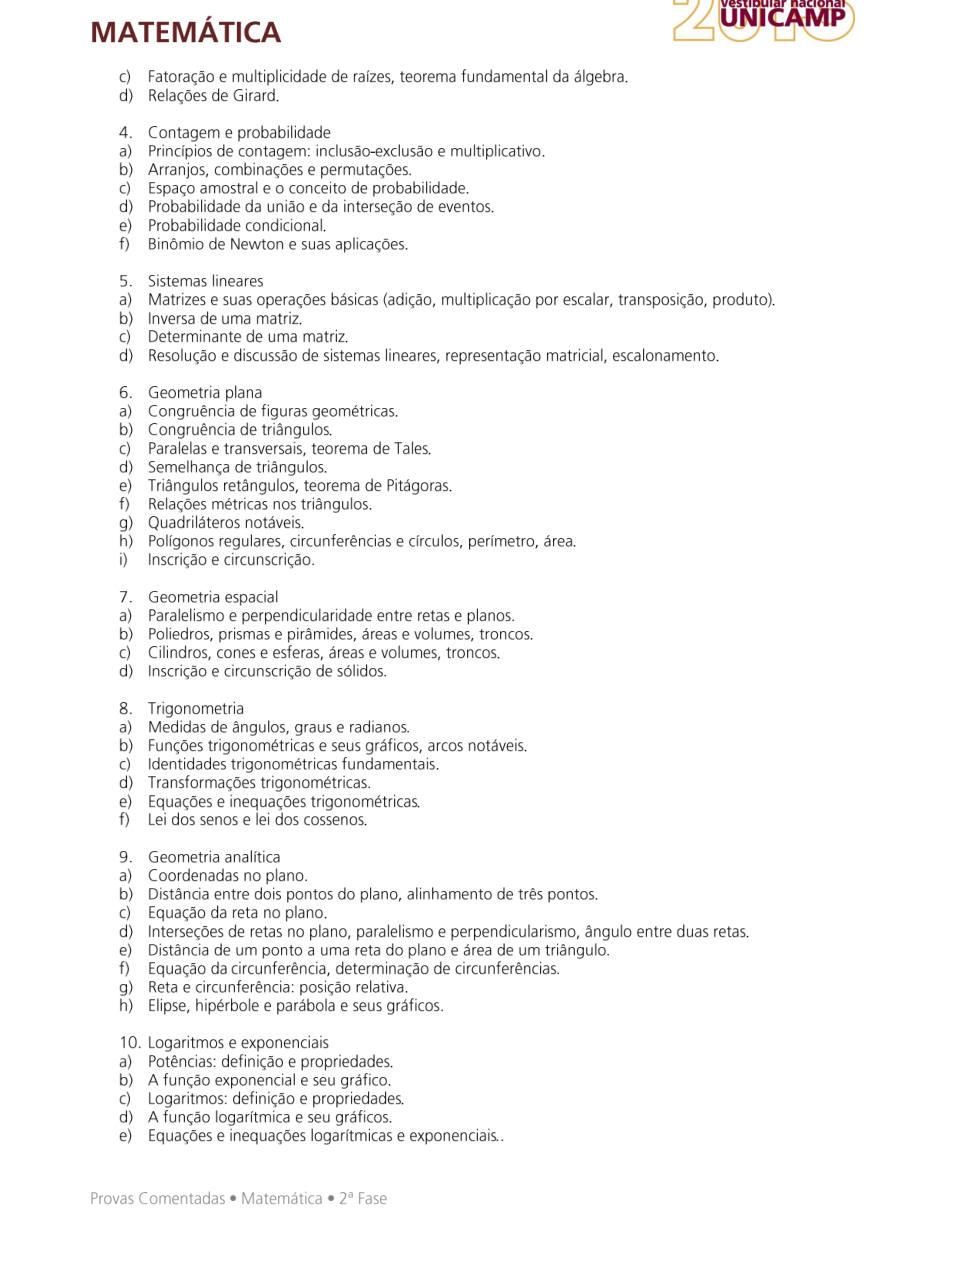 vestibular nacional
UNICAMP
MATEMÁTICA
c) Fatoração e multiplicidade de raízes, teorema fundamental da álgebra.
d) Relações de Girard.
4. Contagem e probabilidade
a) Princípios de contagem: inclusão-exclusão e multiplicativo.
b) Arranjos, combinações e permutações.
c) Espaço amostral e o conceito de probabilidade.
d) Probabilidade da união e da interseção de eventos.
e) Probabilidade condicional.
f) Binômio de Newton e suas aplicações.
5. Sistemas lineares
a) Matrizes e suas operações básicas (adição, multiplicação por escalar, transposição, produto).
b) Inversa de uma matriz.
c) Determinante de uma matriz.
d) Resolução e discussão de sistemas lineares, representação matricial, escalonamento.
6. Geometria plana
a) Congruência de figuras geométricas.
b) Congruência de triângulos.
c) Paralelas e transversais, teorema de Tales.
d) Semelhança de triângulos.
e) Triângulos retângulos, teorema de Pitágoras.
f) Relações métricas nos triângulos.
g) Quadriláteros notáveis.
h) Polígonos regulares, circunferências e círculos, perímetro, área.
i) Inscrição e circunscrição.
7. Geometria espacial
a) Paralelismo e perpendicularidade entre retas e planos.
b) Poliedros, prismas e pirâmides, áreas e volumes, troncos.
c) Cilindros, cones e esferas, áreas e volumes, troncos.
d) Inscrição e circunscrição de sólidos.
8. Trigonometria
a) Medidas de ângulos, graus e radianos.
b) Funções trigonométricas e seus gráficos, arcos notáveis.
c) Identidades trigonométricas fundamentais.
d) Transformações trigonométricas.
e) Equações e inequações trigonométricas.
f) Lei dos senos e lei dos cossenos.
9. Geometria analítica
a) Coordenadas no plano.
b) Distância entre dois pontos do plano, alinhamento de três pontos.
c) Equação da reta no plano.
d) Interseções de retas no plano, paralelismo e perpendicularismo, ângulo entre duas retas.
e) Distância de um ponto a uma reta do plano e área de um triângulo.
f) Equação da circunferência, determinação de circunferências.
g) Reta e circunferência: posição relativa.
h) Elipse, hipérbole e parábola e seus gráficos.
10. Logaritmos e exponenciais
a) Potências: definição e propriedades.
b) A função exponencial e seu gráfico.
c) Logaritmos: definição e propriedades.
d) A função logarítmica e seu gráficos.
e) Equações e inequações logarítmicas e exponenciais..
Provas Comentadas • Matemática • 2ª Fase